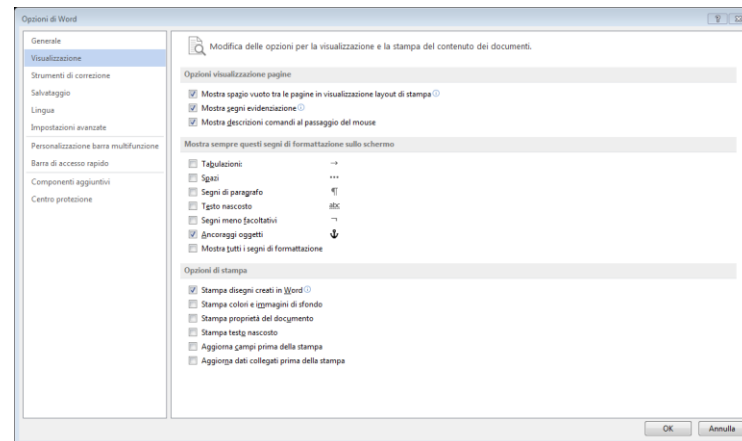 Opzioni di Word
Generale
Visualizzazione
Strumenti di correzione
Salvataggio
Lingua
Impostazioni avanzate
Personalizzazione barra multifunzione
Barra di accesso rapido
Componenti aggiuntivi
Centro protezione
Modifica delle opzioni per la visualizzazione e la stampa del contenuto dei documenti.
Opzioni visualizzazione pagine
Mostra spazio vuoto tra le pagine in visualizzazione layout di stampa
Mostra segni evidenziazione
Mostra descrizioni comandi al passaggio del mouse
Mostra sempre questi segni di formattazione sullo schermo
Tabulazioni: →
Spazi ···
Segni di paragrafo ¶
Testo nascosto abc
Segni meno facoltativi ¬
Ancoraggi oggetti
Mostra tutti i segni di formattazione
Opzioni di stampa
Stampa disegni creati in Word
Stampa colori e immagini di sfondo
Stampa proprietà del documento
Stampa testo nascosto
Aggiorna campi prima della stampa
Aggiorna dati collegati prima della stampa
OK Annulla